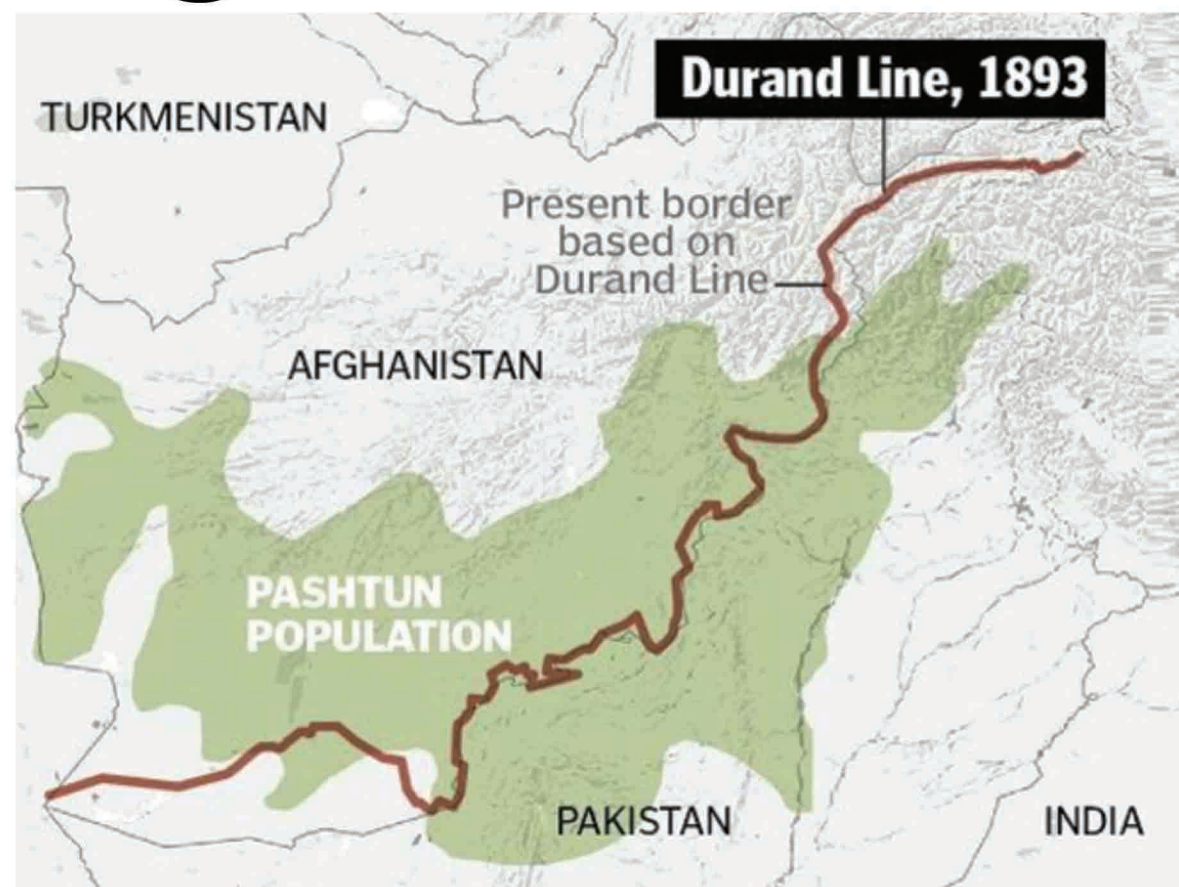 Durand Line, 1893
TURKMENISTAN
Present border
based on
Durand Line
AFGHANISTAN
PASHTUN
POPULATION
PAKISTAN
INDIA